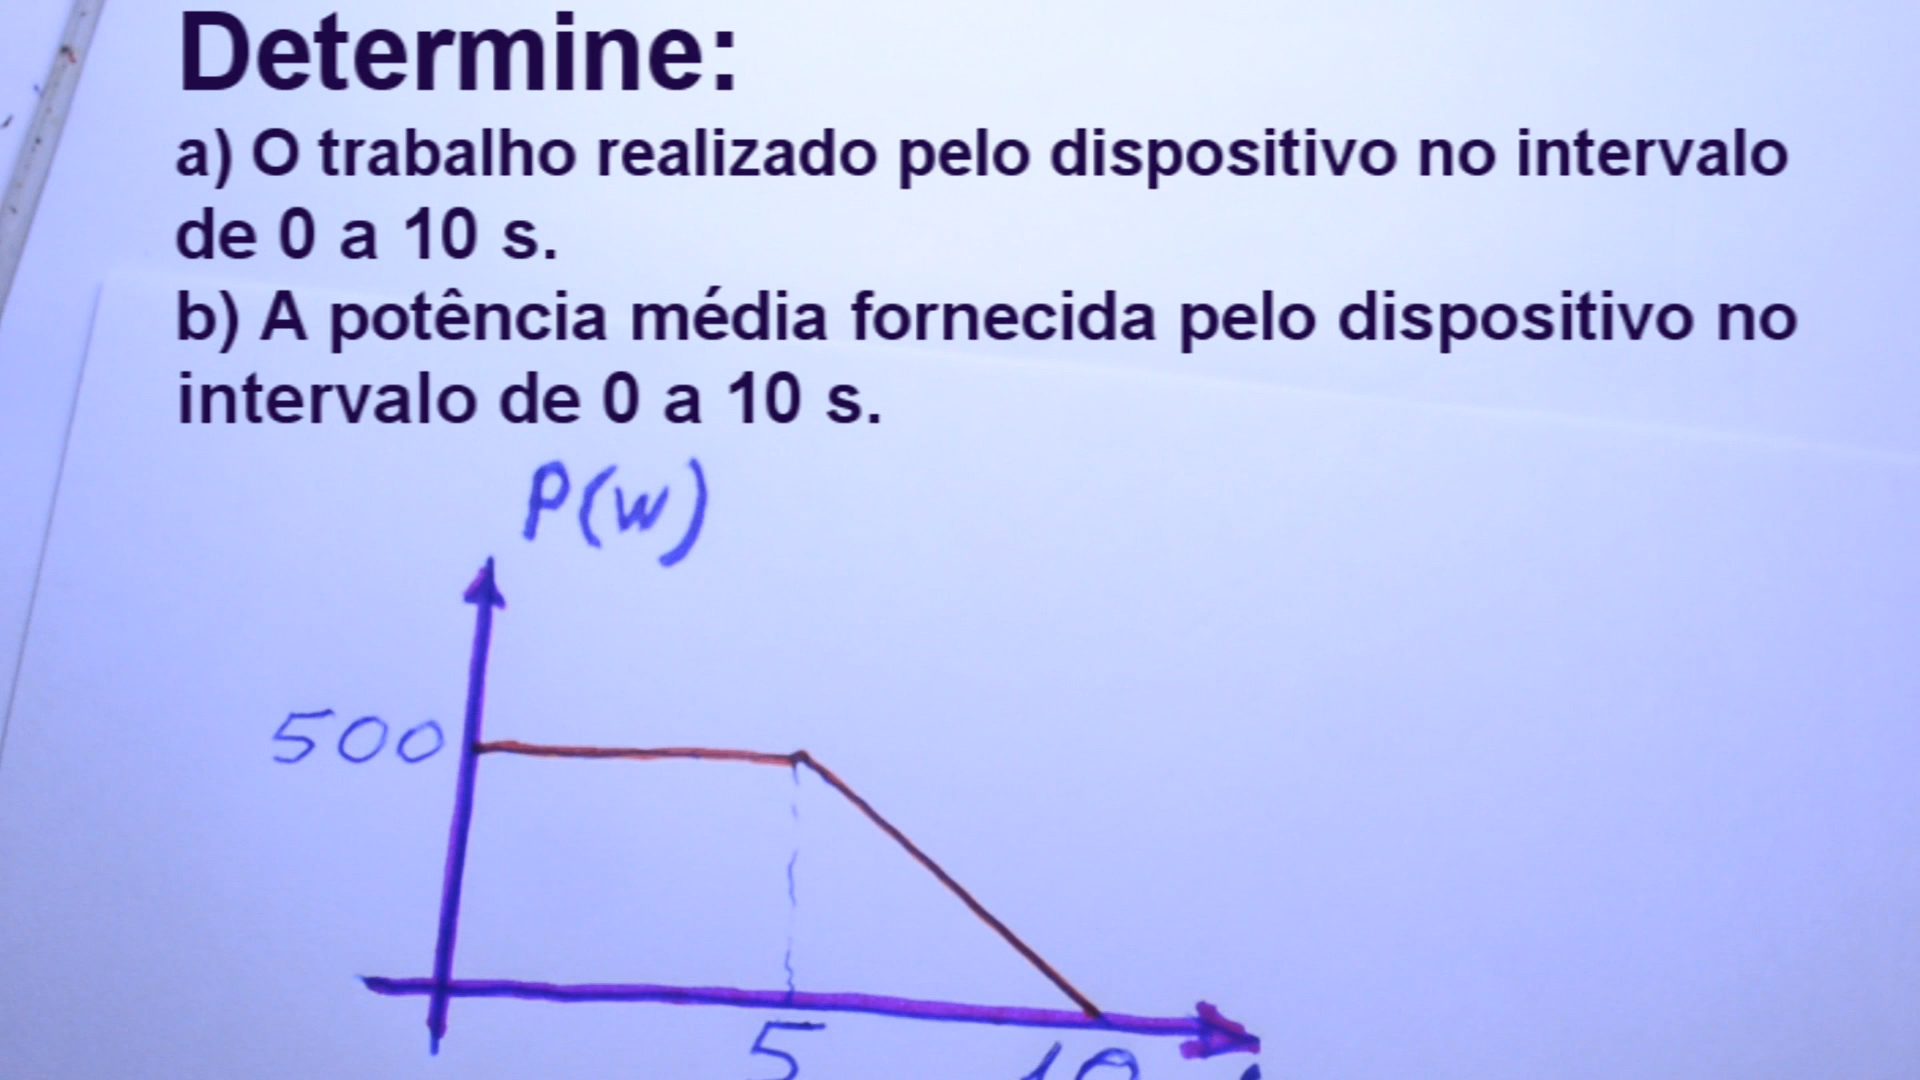 Determine:
a) O trabalho realizado pelo dispositivo no intervalo
de 0 a 10 s.
b) A potência média fornecida pelo dispositivo no
intervalo de 0 a 10 s.
P(w)
500
5 10